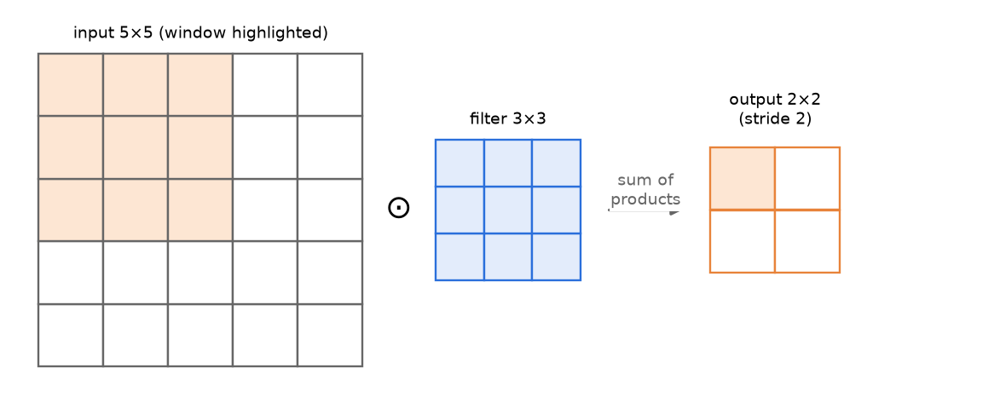 input 5×5 (window highlighted)
filter 3×3
⊙
sum of
products
output 2×2
(stride 2)